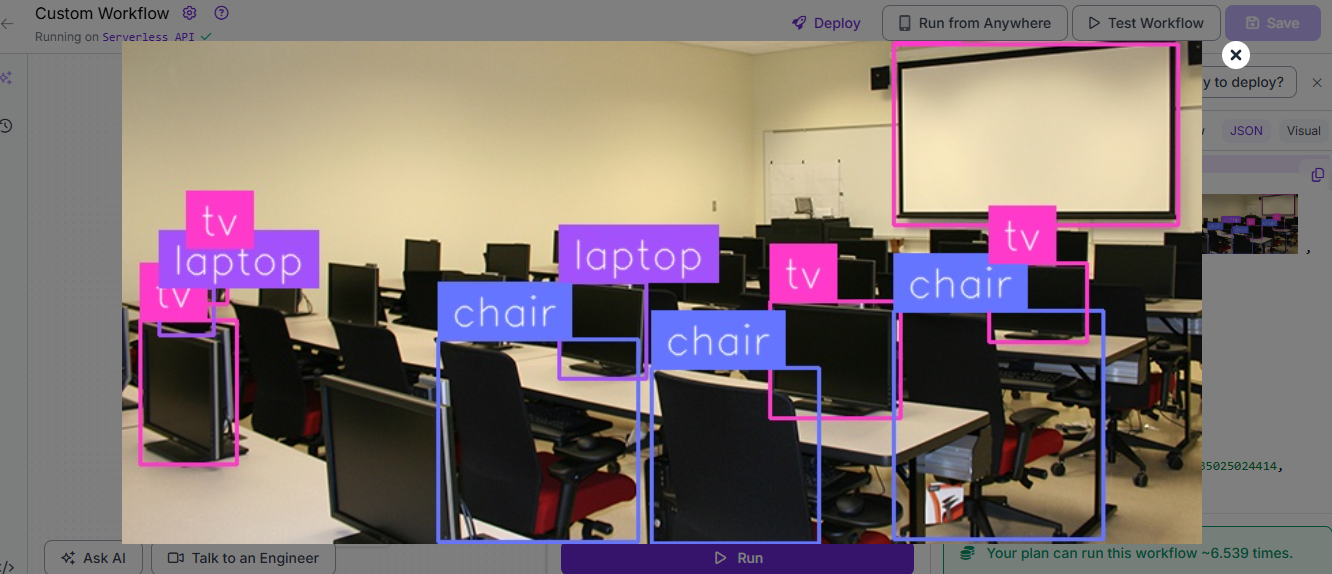 Custom Workflow
Running on Serverless API
Deploy
Run from Anywhere
Test Workflow
Save
y to deploy?
JSON
Visual
tv
laptop
tv
laptop
tv
tv
chair
chair
chair
35025024414,
Ask AI
Talk to an Engineer
Run
Your plan can run this workflow ~6.539 times.